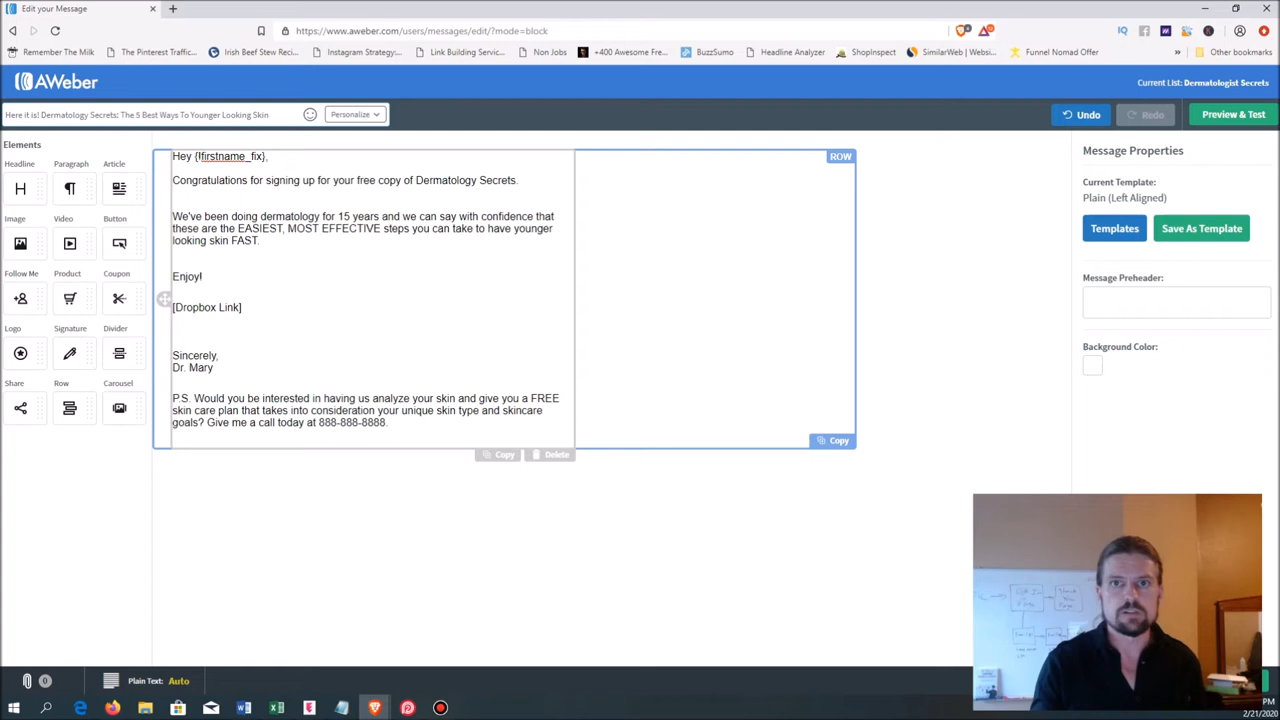 Edit your Message
https://www.aweber.com/users/messages/edit/?mode=block
Remember The Milk
The Pinterest Traffic...
Irish Beef Stew Reci...
Instagram Strategy:...
Link Building Servic...
Non Jobs
+400 Awesome Fre...
BuzzSumo
Headline Analyzer
ShopInspect
SimilarWeb | Websi...
Funnel Nomad Offer
Other bookmarks
AWeber
Current List: Dermatologist Secrets
Here it is! Dermatology Secrets: The 5 Best Ways To Younger Looking Skin
Personalize
Undo
Redo
Preview & Test
Elements
Headline
Paragraph
Article
Image
Video
Button
Follow Me
Product
Coupon
Logo
Signature
Divider
Share
Row
Carousel
ROW
Hey {!firstname_fix},
Congratulations for signing up for your free copy of Dermatology Secrets.
We've been doing dermatology for 15 years and we can say with confidence that
these are the EASIEST, MOST EFFECTIVE steps you can take to have younger
looking skin FAST.
Enjoy!
[Dropbox Link]
Sincerely,
Dr. Mary
P.S. Would you be interested in having us analyze your skin and give you a FREE
skin care plan that takes into consideration your unique skin type and skincare
goals? Give me a call today at 888-888-8888.
Copy
Copy
Delete
Message Properties
Current Template:
Plain (Left Aligned)
Templates
Save As Template
Message Preheader:
Background Color:
0
Plain Text: Auto
PM
2/21/2020